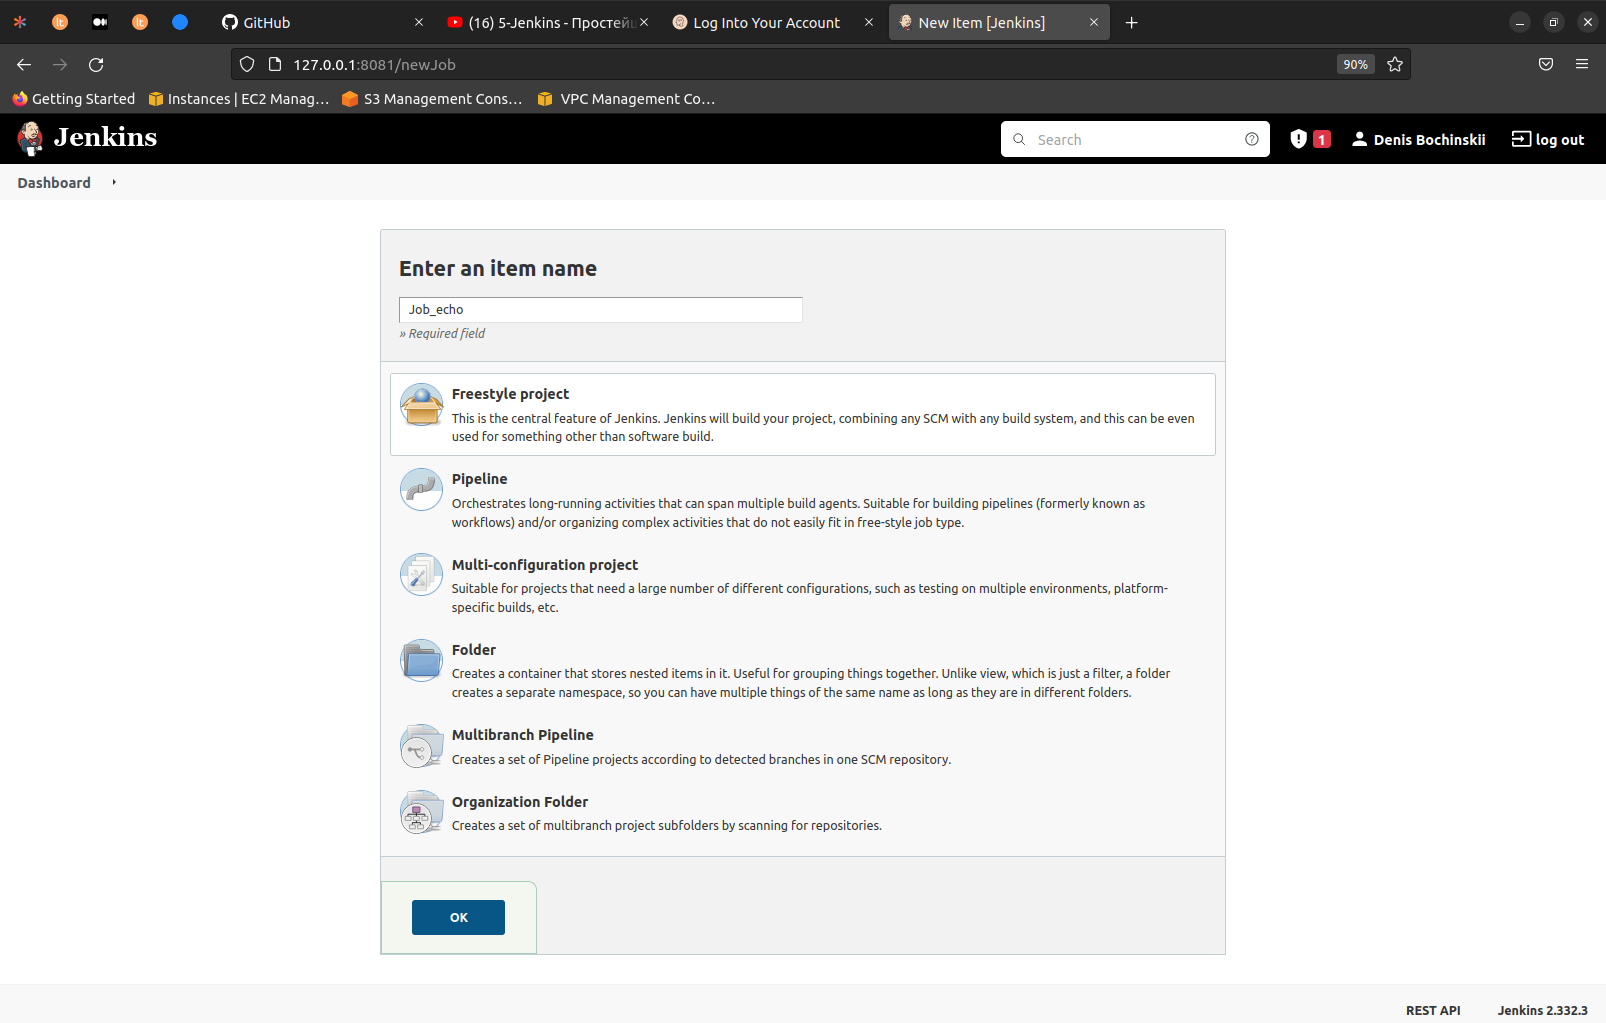 GitHub
(16) 5-Jenkins - Простейш
Log Into Your Account
New Item [Jenkins]
127.0.0.1:8081/newJob
90%
Getting Started
Instances | EC2 Manag…
S3 Management Cons…
VPC Management Co…
Jenkins
Search
1
Denis Bochinskii
log out
Dashboard
Enter an item name
Job_echo
» Required field
Freestyle project
This is the central feature of Jenkins. Jenkins will build your project, combining any SCM with any build system, and this can be even
used for something other than software build.
Pipeline
Orchestrates long-running activities that can span multiple build agents. Suitable for building pipelines (formerly known as
workflows) and/or organizing complex activities that do not easily fit in free-style job type.
Multi-configuration project
Suitable for projects that need a large number of different configurations, such as testing on multiple environments, platform-
specific builds, etc.
Folder
Creates a container that stores nested items in it. Useful for grouping things together. Unlike view, which is just a filter, a folder
creates a separate namespace, so you can have multiple things of the same name as long as they are in different folders.
Multibranch Pipeline
Creates a set of Pipeline projects according to detected branches in one SCM repository.
Organization Folder
Creates a set of multibranch project subfolders by scanning for repositories.
OK
REST API
Jenkins 2.332.3